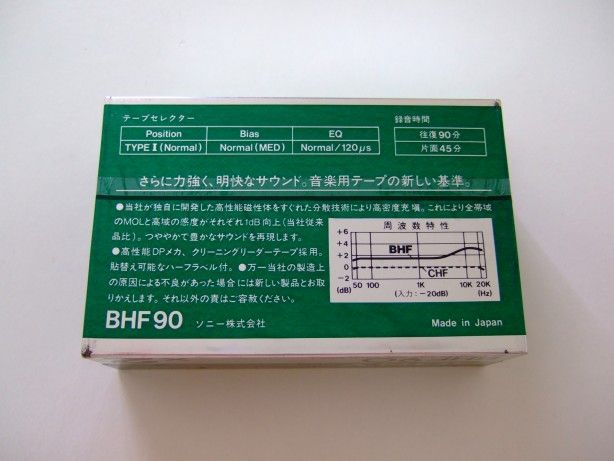 テープセレクター
録音時間
Position Bias EQ
TYPE I (Normal) Normal (MED) Normal/120μs
往復90分
片面45分
さらに力強く、明快なサウンド。音楽用テープの新しい基準。
●当社が独自に開発した高性能磁性体をすぐれた分散技術により高密度充塡。これにより全帯域
のMOLと高域の感度がそれぞれ1dB向上(当社従来
品比)。つややかで豊かなサウンドを再現します。
●高性能DPメカ、クリーニングリーダーテープ採用。
貼替え可能なハーフラベル付。●万一当社の製造上
の原因による不良があった場合には新しい製品とお取
りかえします。それ以外の責はご容赦ください。
周波数特性
+6
+4
+2
0
-2
(dB)
BHF
CHF
50 100 1K 10K 20K
(入力:-20dB) (Hz)
BHF90 ソニー株式会社
Made in Japan